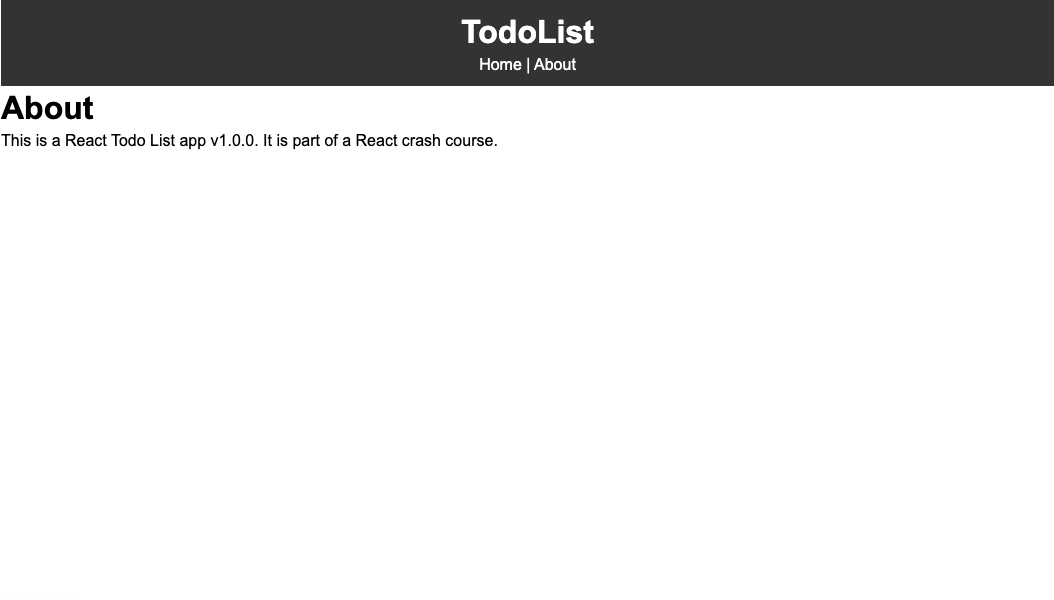 TodoList
Home | About
About
This is a React Todo List app v1.0.0. It is part of a React crash course.